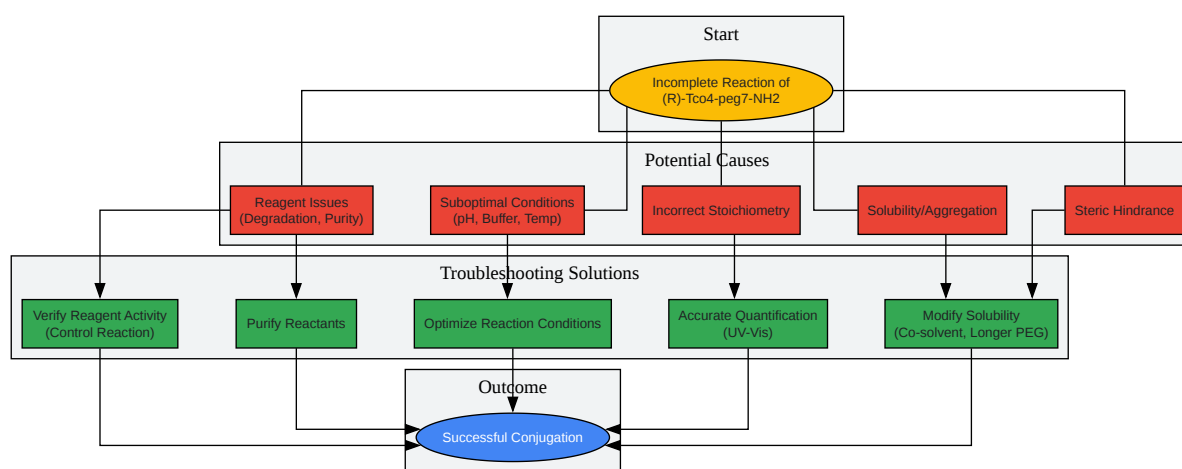 Start
Incomplete Reaction of
(R)-Tco4-peg7-NH2
Potential Causes
Reagent Issues
(Degradation, Purity)
Suboptimal Conditions
(pH, Buffer, Temp)
Incorrect Stoichiometry
Solubility/Aggregation
Steric Hindrance
Troubleshooting Solutions
Verify Reagent Activity
(Control Reaction)
Purify Reactants
Optimize Reaction Conditions
Accurate Quantification
(UV-Vis)
Modify Solubility
(Co-solvent, Longer PEG)
Outcome
Successful Conjugation